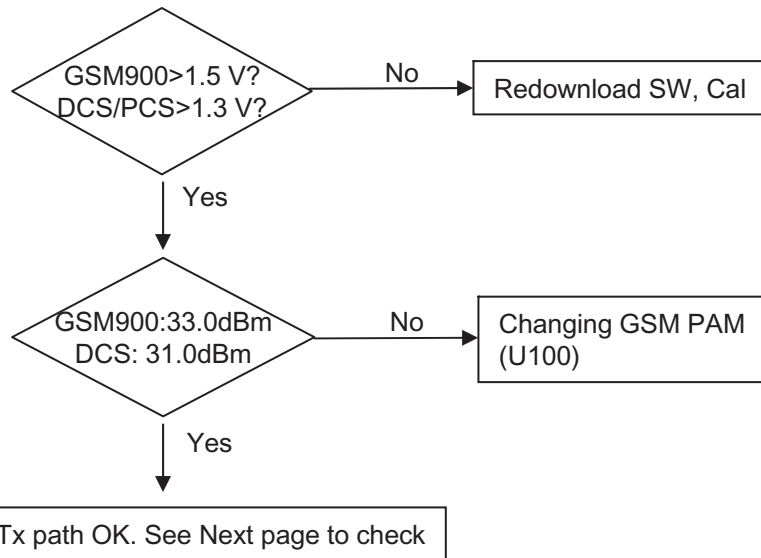 GSM900>1.5 V?
DCS/PCS>1.3 V?
No
Redownload SW, Cal
Yes
GSM900:33.0dBm
DCS: 31.0dBm
No
Changing GSM PAM
(U100)
Yes
Tx path OK. See Next page to check